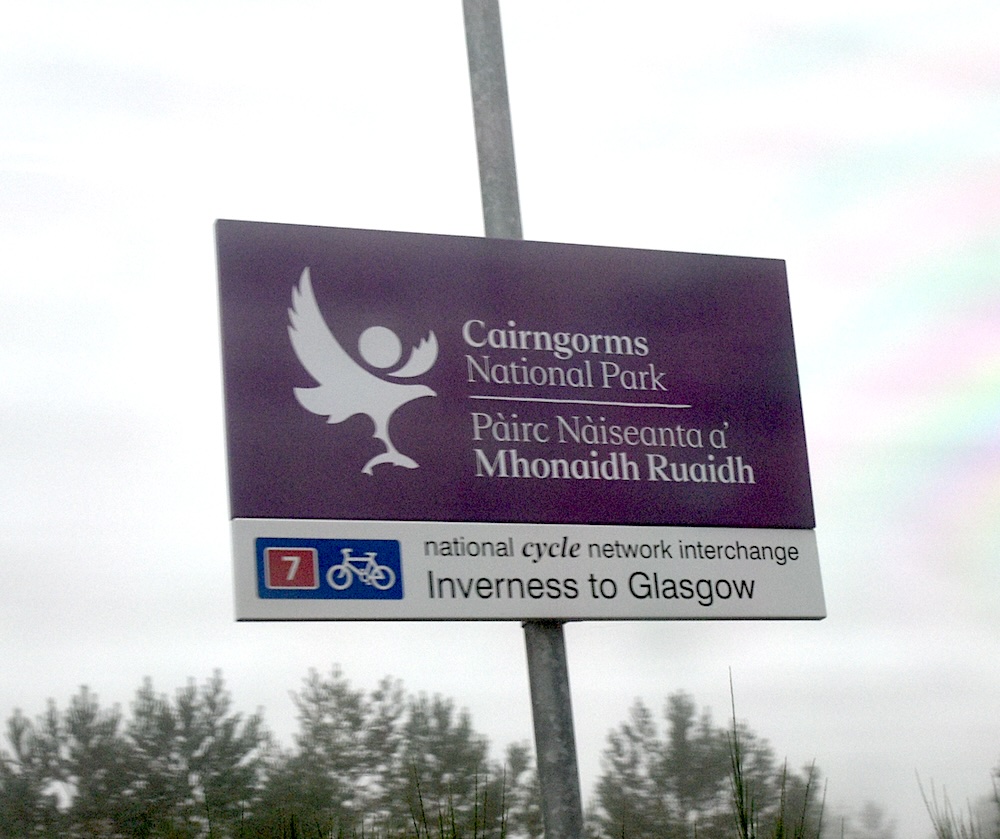 Cairngorms
National Park
Pàirc Nàiseanta a'
Mhonaidh Ruaidh
7
national cycle network interchange
Inverness to Glasgow